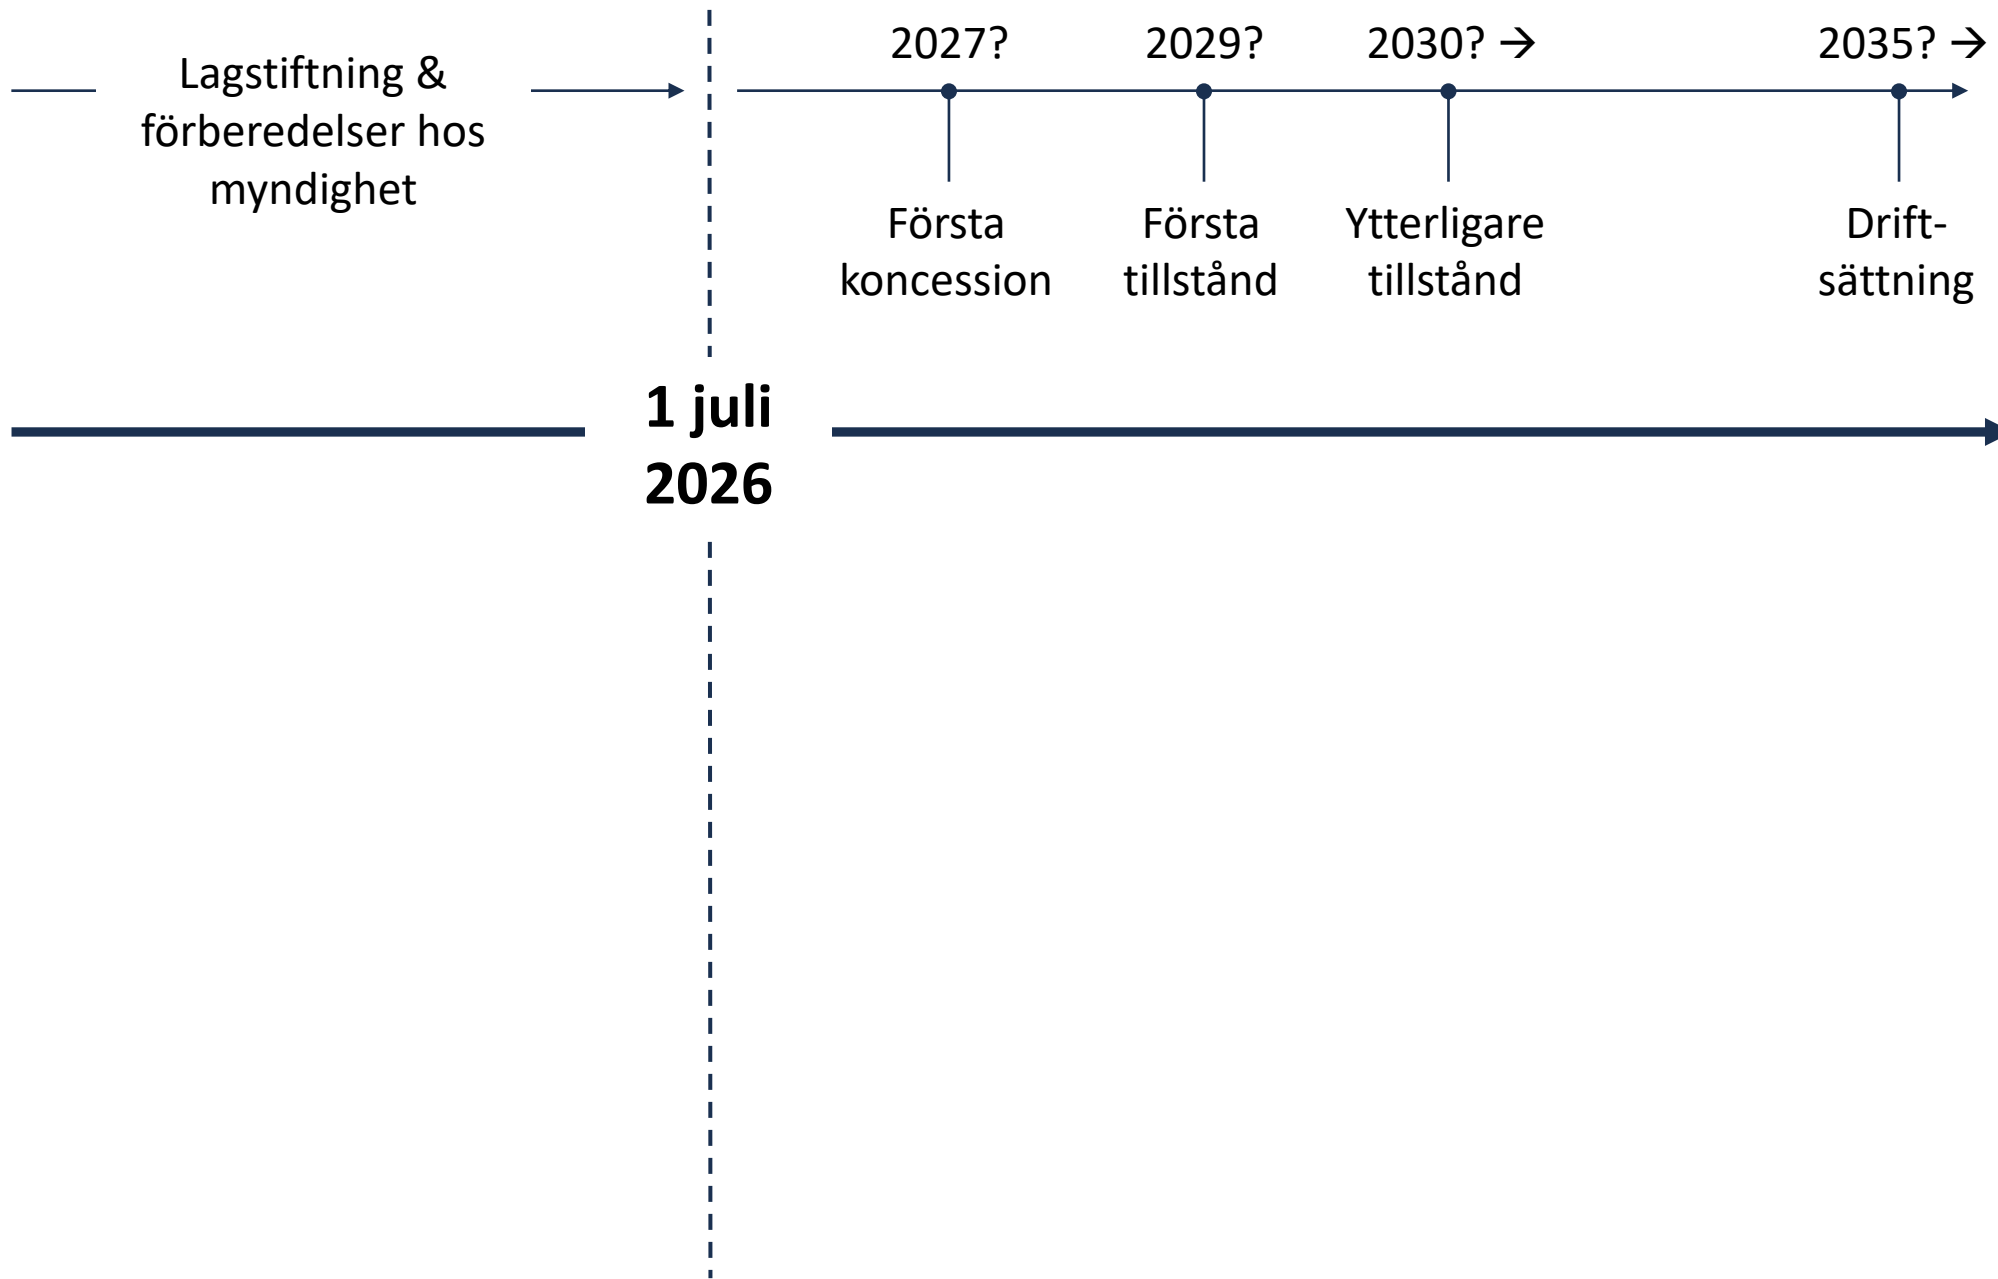 Lagstiftning &
förberedelser hos
myndighet
2027?
2029?
2030? →
2035? →
Första
koncession
Första
tillstånd
Ytterligare
tillstånd
Drift-
sättning
1 juli
2026